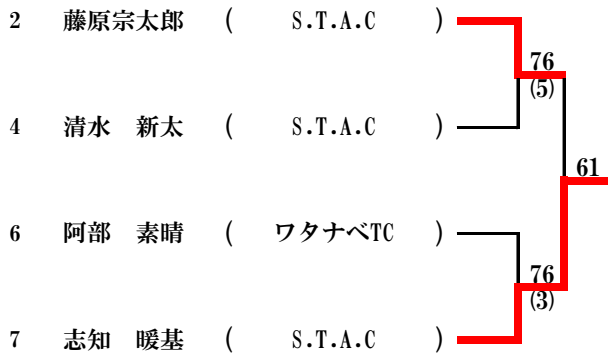 2 藤原宗太郎 ( S.T.A.C )
76
(5)
4 清水 新太 ( S.T.A.C )
61
6 阿部 素晴 ( ワタナベTC )
76
(3)
7 志知 暖基 ( S.T.A.C )